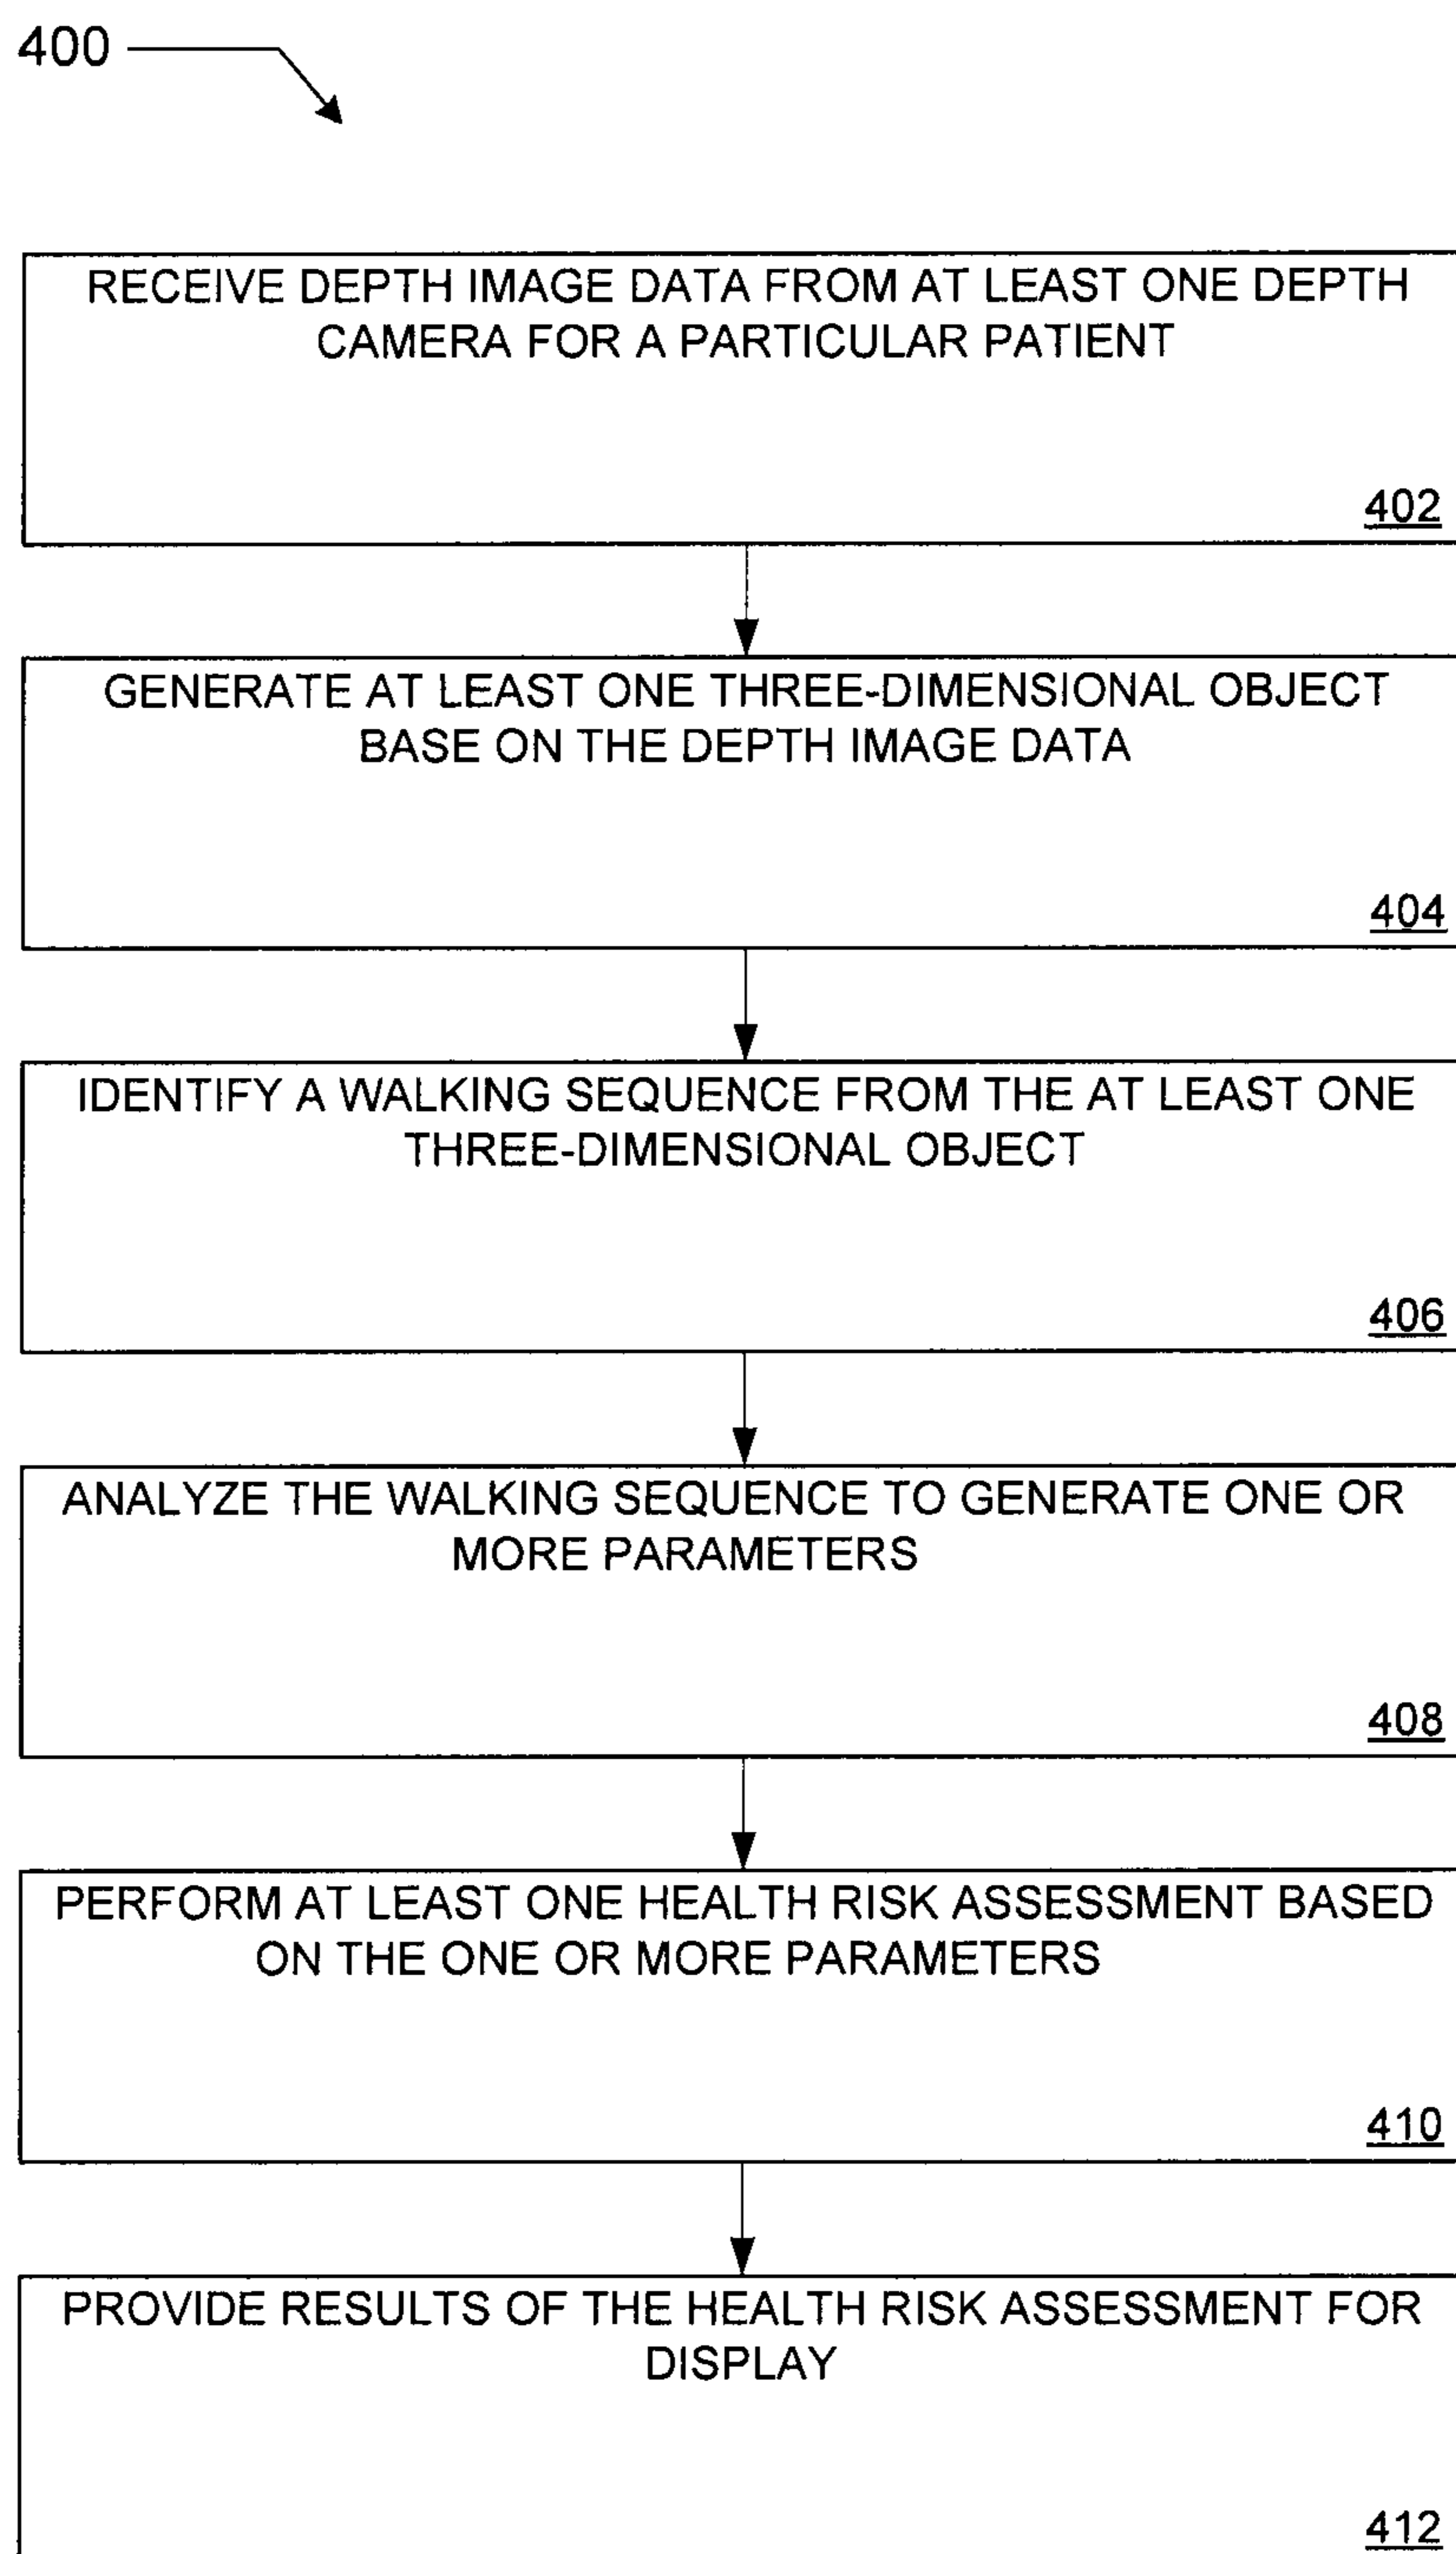 400
RECEIVE DEPTH IMAGE DATA FROM AT LEAST ONE DEPTH
CAMERA FOR A PARTICULAR PATIENT
402
GENERATE AT LEAST ONE THREE-DIMENSIONAL OBJECT
BASE ON THE DEPTH IMAGE DATA
404
IDENTIFY A WALKING SEQUENCE FROM THE AT LEAST ONE
THREE-DIMENSIONAL OBJECT
406
ANALYZE THE WALKING SEQUENCE TO GENERATE ONE OR
MORE PARAMETERS
408
PERFORM AT LEAST ONE HEALTH RISK ASSESSMENT BASED
ON THE ONE OR MORE PARAMETERS
410
PROVIDE RESULTS OF THE HEALTH RISK ASSESSMENT FOR
DISPLAY
412